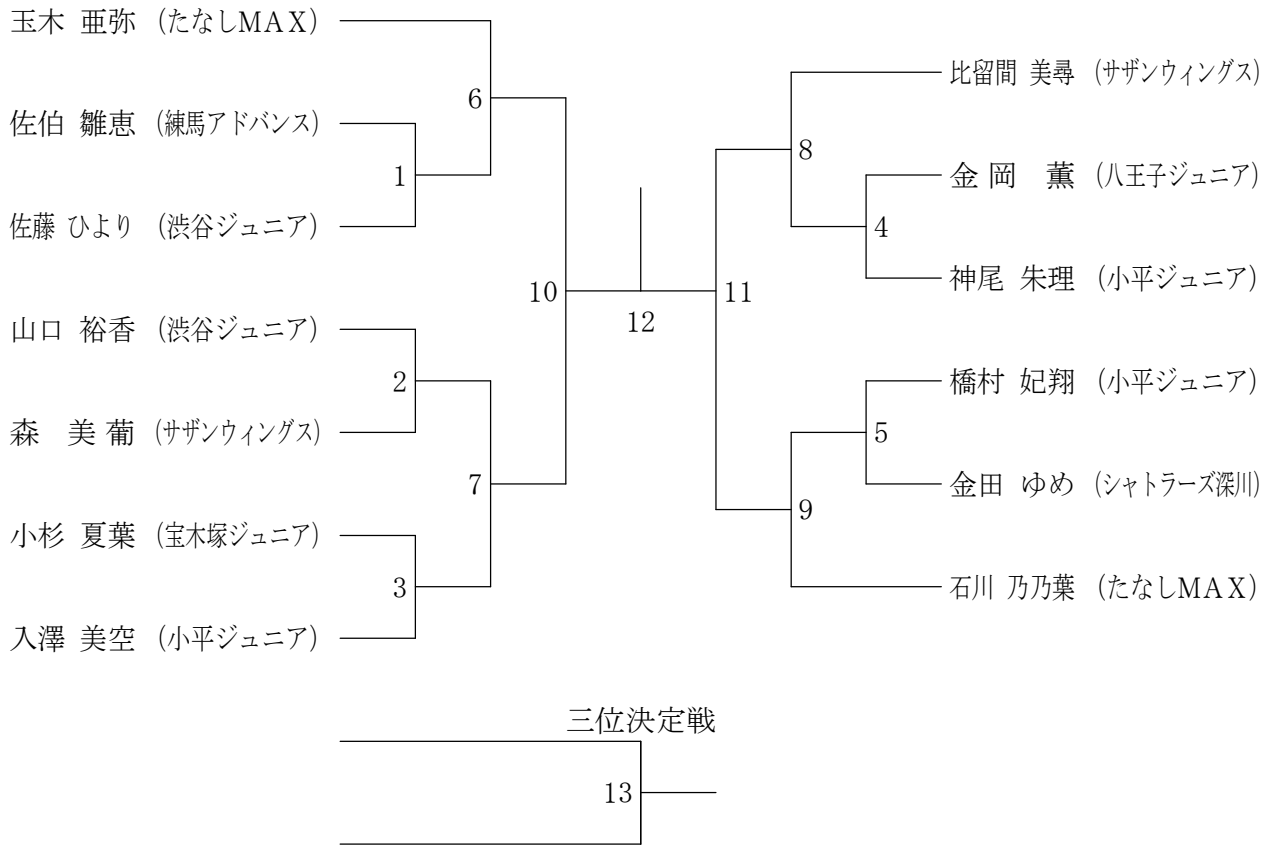 玉木 亜弥 (たなしMAX)
佐伯 雛恵 (練馬アドバンス)
佐藤 ひより (渋谷ジュニア)
山口 裕香 (渋谷ジュニア)
森 美葡 (サザンウィングス)
小杉 夏葉 (宝木塚ジュニア)
入澤 美空 (小平ジュニア)
1
2
3
6
7
10
12
11
8
9
4
5
比留間 美尋 (サザンウィングス)
金岡 薫 (八王子ジュニア)
神尾 朱理 (小平ジュニア)
橋村 妃翔 (小平ジュニア)
金田 ゆめ (シャトラーズ深川)
石川 乃乃葉 (たなしMAX)
三位決定戦
13